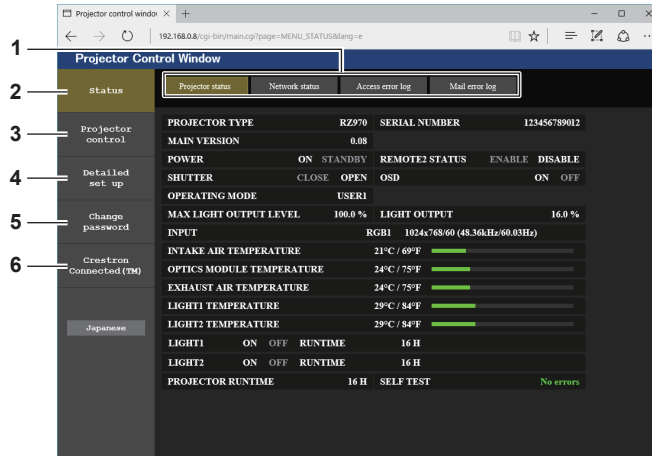 Projector control window
192.168.0.8/cgi-bin/main.cgi?page=MENU_STATUS&lang=e
Projector Control Window
1
2
Status
Projector status
Network status
Access error log
Mail error log
3
Projector
control
4
Detailed
set up
5
Change
password
6
Crestron
Connected(TM)
Japanese
PROJECTOR TYPE RZ970 SERIAL NUMBER 123456789012
MAIN VERSION 0.08
POWER ON STANDBY REMOTE2 STATUS ENABLE DISABLE
SHUTTER CLOSE OPEN OSD ON OFF
OPERATING MODE USER1
MAX LIGHT OUTPUT LEVEL 100.0 % LIGHT OUTPUT 16.0 %
INPUT RGB1 1024x768/60 (48.36kHz/60.03Hz)
INTAKE AIR TEMPERATURE 21°C / 69°F
OPTICS MODULE TEMPERATURE 24°C / 75°F
EXHAUST AIR TEMPERATURE 24°C / 75°F
LIGHT1 TEMPERATURE 29°C / 84°F
LIGHT2 TEMPERATURE 29°C / 84°F
LIGHT1 ON OFF RUNTIME 16 H
LIGHT2 ON OFF RUNTIME 16 H
PROJECTOR RUNTIME 16 H SELF TEST No errors